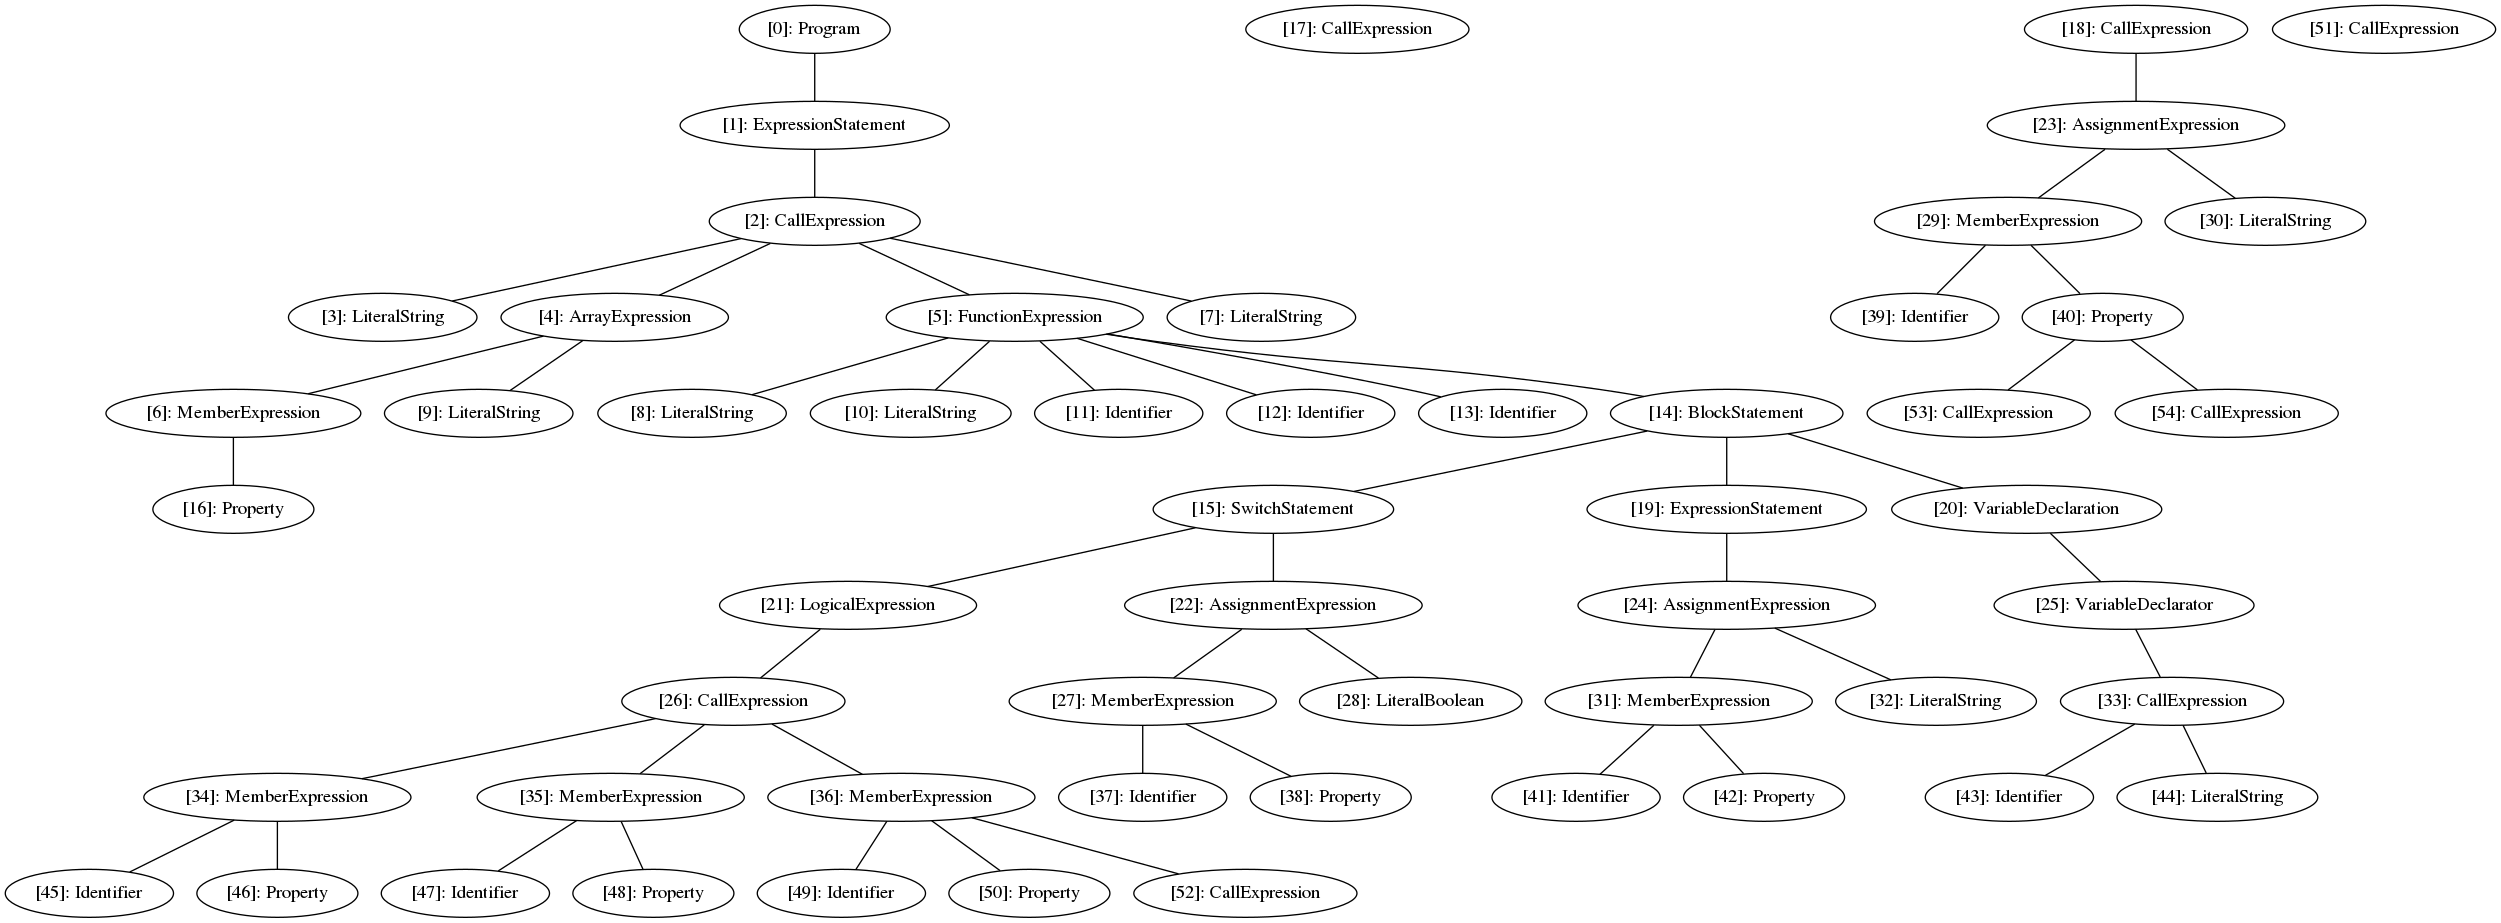 [0]: Program
[17]: CallExpression
[18]: CallExpression
[51]: CallExpression
[1]: ExpressionStatement
[23]: AssignmentExpression
[2]: CallExpression
[29]: MemberExpression
[30]: LiteralString
[3]: LiteralString
[4]: ArrayExpression
[5]: FunctionExpression
[7]: LiteralString
[39]: Identifier
[40]: Property
[6]: MemberExpression
[9]: LiteralString
[8]: LiteralString
[10]: LiteralString
[11]: Identifier
[12]: Identifier
[13]: Identifier
[14]: BlockStatement
[53]: CallExpression
[54]: CallExpression
[16]: Property
[15]: SwitchStatement
[19]: ExpressionStatement
[20]: VariableDeclaration
[21]: LogicalExpression
[22]: AssignmentExpression
[24]: AssignmentExpression
[25]: VariableDeclarator
[26]: CallExpression
[27]: MemberExpression
[28]: LiteralBoolean
[31]: MemberExpression
[32]: LiteralString
[33]: CallExpression
[34]: MemberExpression
[35]: MemberExpression
[36]: MemberExpression
[37]: Identifier
[38]: Property
[41]: Identifier
[42]: Property
[43]: Identifier
[44]: LiteralString
[45]: Identifier
[46]: Property
[47]: Identifier
[48]: Property
[49]: Identifier
[50]: Property
[52]: CallExpression